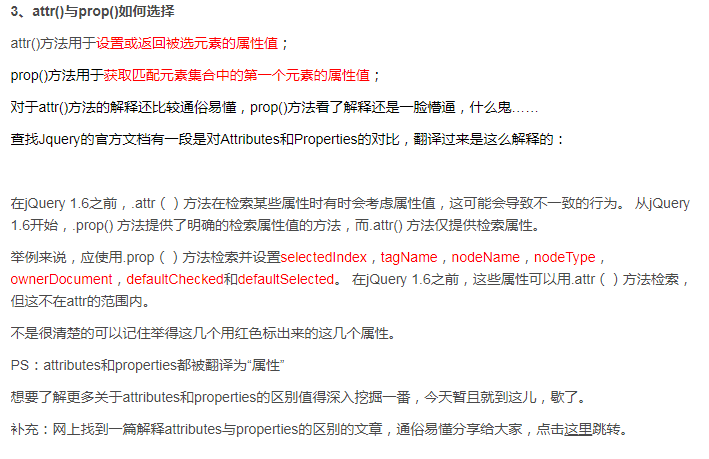 3、attr()与prop()如何选择
attr()方法用于设置或返回被选元素的属性值；
prop()方法用于获取匹配元素集合中的第一个元素的属性值；
对于attr()方法的解释还比较通俗易懂，prop()方法看了解释还是一脸懵逼，什么鬼……
查找Jquery的官方文档有一段是对Attributes和Properties的对比，翻译过来是这么解释的：
在jQuery 1.6之前，.attr（）方法在检索某些属性时有时会考虑属性值，这可能会导致不一致的行为。 从jQuery
1.6开始，.prop() 方法提供了明确的检索属性值的方法，而.attr() 方法仅提供检索属性。
举例来说，应使用.prop（）方法检索并设置selectedIndex，tagName，nodeName，nodeType，
ownerDocument，defaultChecked和defaultSelected。 在jQuery 1.6之前，这些属性可以用.attr（）方法检索，
但这不在attr的范围内。
不是很清楚的可以记住举得这几个用红色标出来的这几个属性。
PS：attributes和properties都被翻译为“属性”
想要了解更多关于attributes和properties的区别值得深入挖掘一番，今天暂且就到这儿，歇了。
补充：网上找到一篇解释attributes与properties的区别的文章，通俗易懂分享给大家，点击这里跳转。